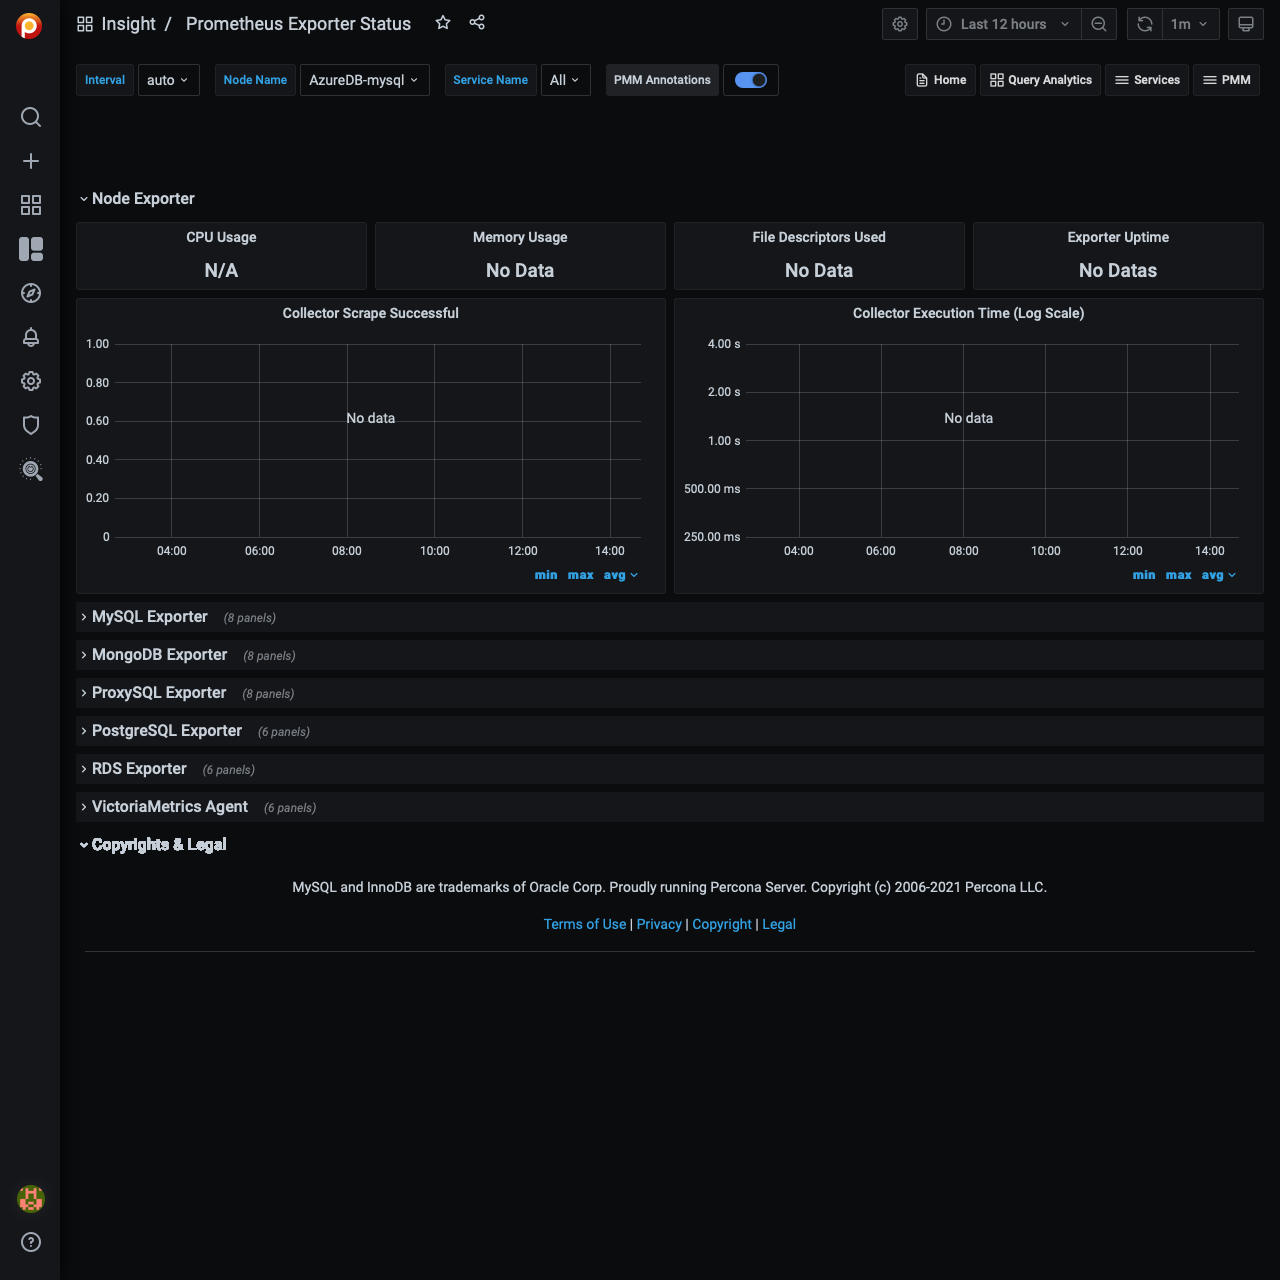 Insight / Prometheus Exporter Status
Last 12 hours
1m
Interval auto Node Name AzureDB-mysql Service Name All PMM Annotations
Home Query Analytics Services PMM
Node Exporter
CPU Usage
N/A
Memory Usage
No Data
File Descriptors Used
No Data
Exporter Uptime
No Datas
Collector Scrape Successful
1.00
0.80
0.60
0.40
0.20
0
No data
04:00 06:00 08:00 10:00 12:00 14:00
min max avg
Collector Execution Time (Log Scale)
4.00 s
2.00 s
1.00 s
500.00 ms
250.00 ms
No data
04:00 06:00 08:00 10:00 12:00 14:00
min max avg
MySQL Exporter (8 panels)
MongoDB Exporter (8 panels)
ProxySQL Exporter (8 panels)
PostgreSQL Exporter (6 panels)
RDS Exporter (6 panels)
VictoriaMetrics Agent (6 panels)
Copyrights & Legal
MySQL and InnoDB are trademarks of Oracle Corp. Proudly running Percona Server. Copyright (c) 2006-2021 Percona LLC.
Terms of Use | Privacy | Copyright | Legal